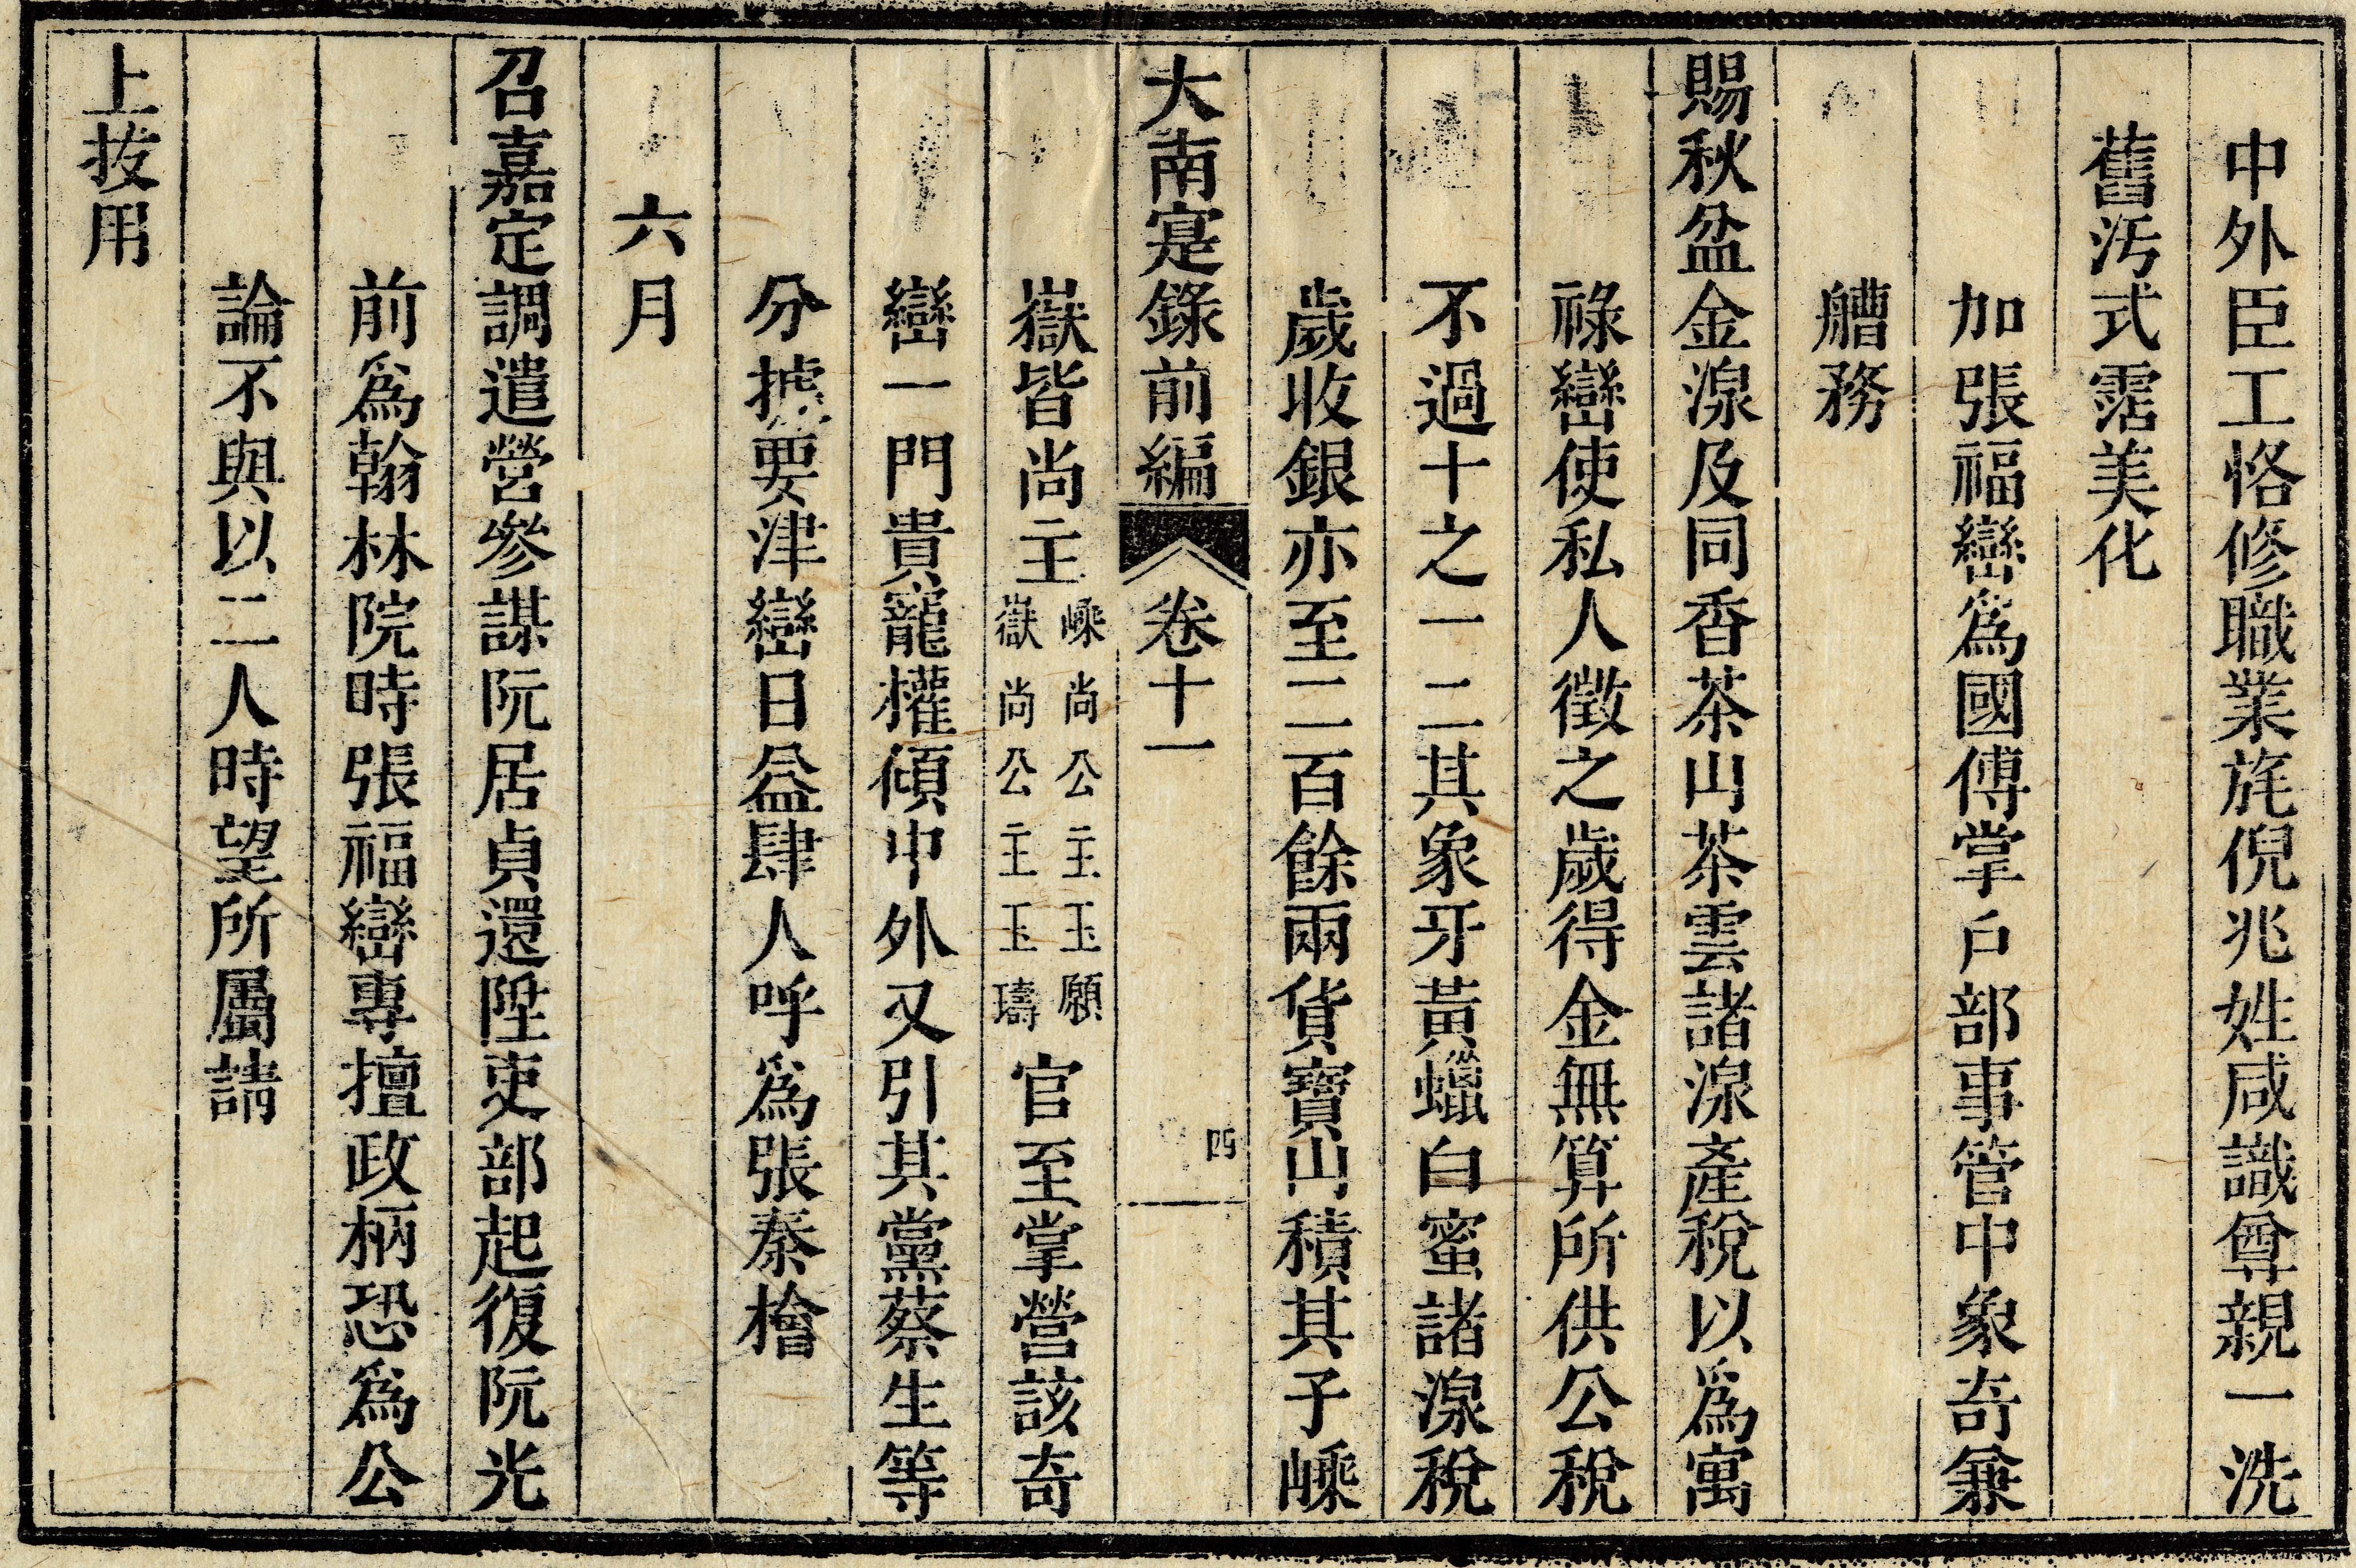 中外臣工恪修職業旄倪兆姓咸識尊親一洗
舊汚式霑美化
加張福巒爲國傅掌戶部事管中象奇兼
艚務
賜秋盆金湶及同香茶山茶雲諸湶產稅以爲寓
祿巒使私人徵之歲得金無算所供公稅
不過十之一二其象牙黃蠟白蜜諸湶稅
歲收銀亦至二百餘兩貨寶山積其子㠗
大南寔錄前編 卷十一 四
嶽皆尚主㠗尚公主玉願嶽尚公主玉璹官至掌營該奇
巒一門貴寵權傾中外又引其黨蔡生等
分據要津巒日益肆人呼爲張秦檜
六月
召嘉定調遣營參謀阮居貞還陞吏部起復阮光
前爲翰林院時張福巒專擅政柄恐爲公
論不與以二人時望所屬請
上拔用